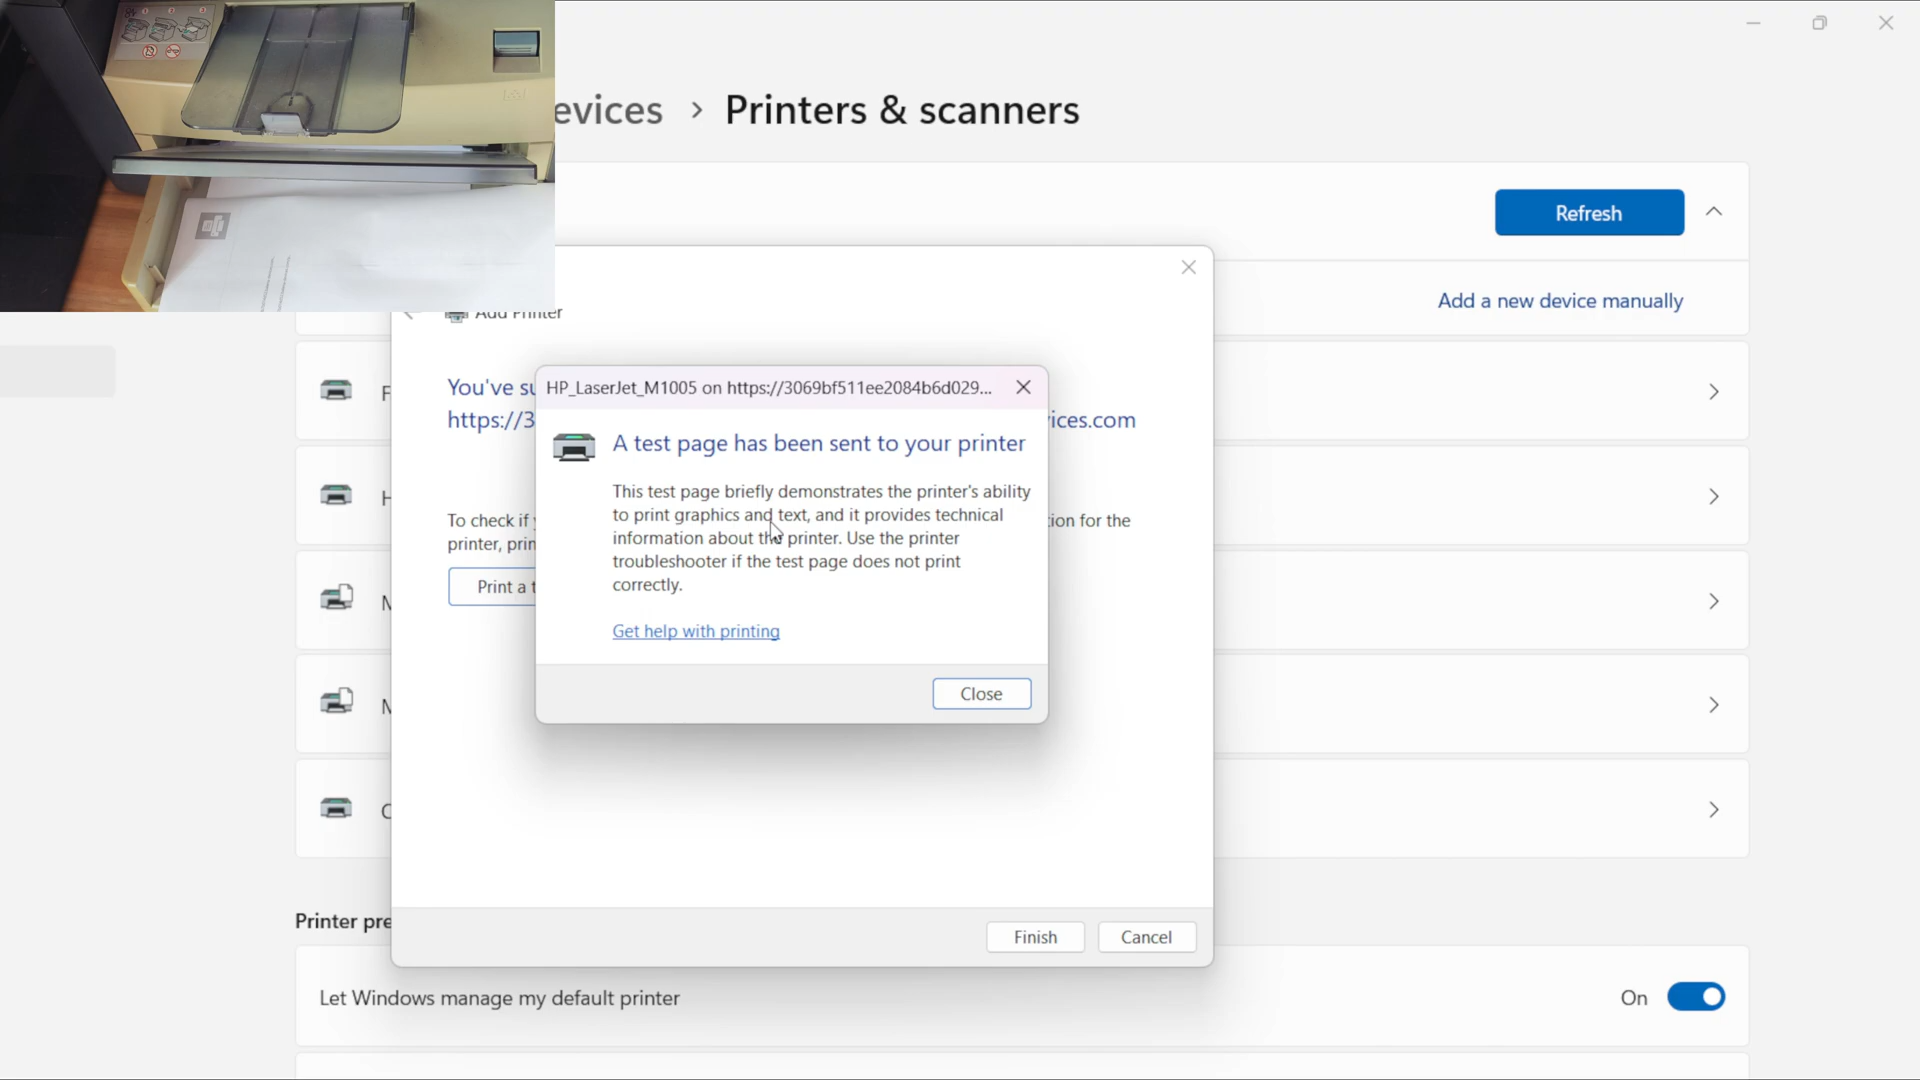 evices > Printers & scanners
Refresh
Add a new device manually
Add Printer
You've su
https://3
ices.com
HP_LaserJet_M1005 on https://3069bf511ee2084b6d029...
A test page has been sent to your printer
This test page briefly demonstrates the printer's ability
to print graphics and text, and it provides technical
information about the printer. Use the printer
troubleshooter if the test page does not print
correctly.
Get help with printing
Close
To check if
ion for the
printer, prin
Print a t
F
H
M
M
C
Finish
Cancel
Printer pre
Let Windows manage my default printer
On